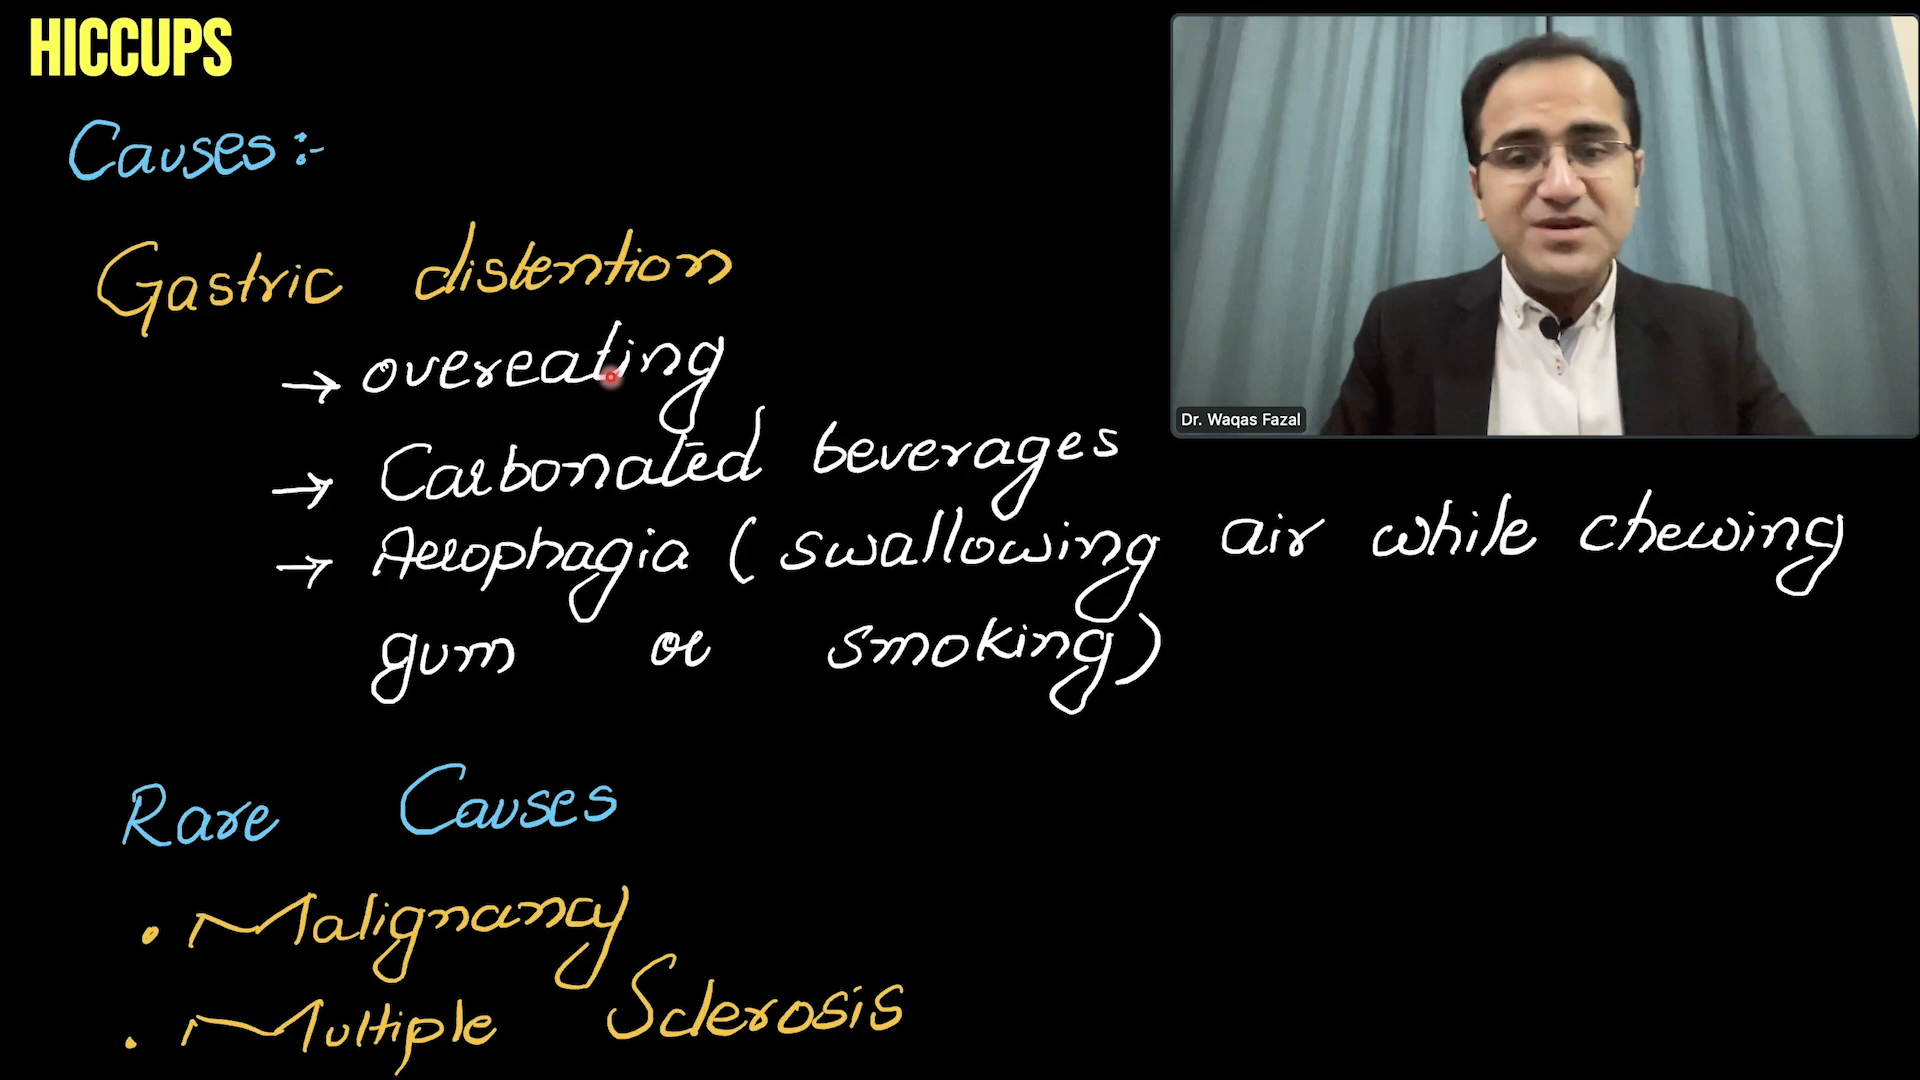 HICCUPS
Causes :-
Gastric distention
→ overeating
→ Carbonated beverages
→ Aerophagia (swallowing air while chewing
gum or smoking)
Rare Causes
• Malignancy
• Multiple Sclerosis
Dr. Waqas Fazal